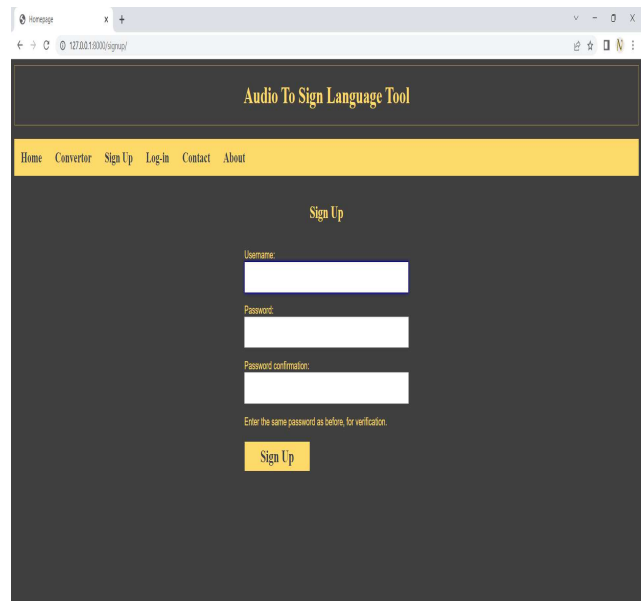 Homepage
127.0.0.1:8000/signup/
Audio To Sign Language Tool
Home Convertor Sign Up Log-in Contact About
Sign Up
Username:
Password:
Password confirmation:
Enter the same password as before, for verification.
Sign Up